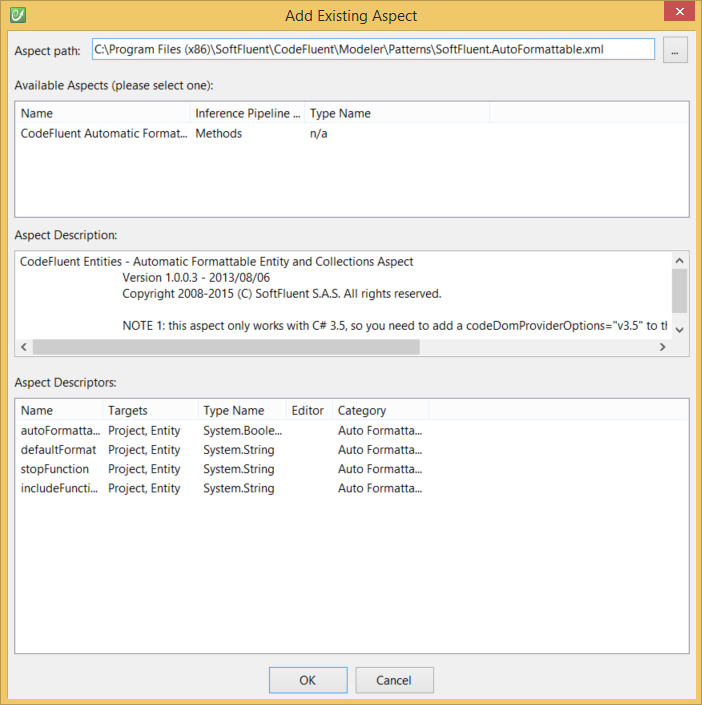 Add Existing Aspect
Aspect path: C:\Program Files (x86)\SoftFluent\CodeFluent\Modeler\Patterns\SoftFluent.AutoFormattable.xml ...
Available Aspects (please select one):
Name Inference Pipeline ... Type Name
CodeFluent Automatic Format... Methods n/a
Aspect Description:
CodeFluent Entities - Automatic Formattable Entity and Collections Aspect
Version 1.0.0.3 - 2013/08/06
Copyright 2008-2015 (C) SoftFluent S.A.S. All rights reserved.
NOTE 1: this aspect only works with C# 3.5, so you need to add a codeDomProviderOptions="v3.5" to
Aspect Descriptors:
Name Targets Type Name Editor Category
autoFormatta... Project, Entity System.Boole... Auto Formatta...
defaultFormat Project, Entity System.String Auto Formatta...
stopFunction Project, Entity System.String Auto Formatta...
includeFuncti... Project, Entity System.String Auto Formatta...
OK Cancel